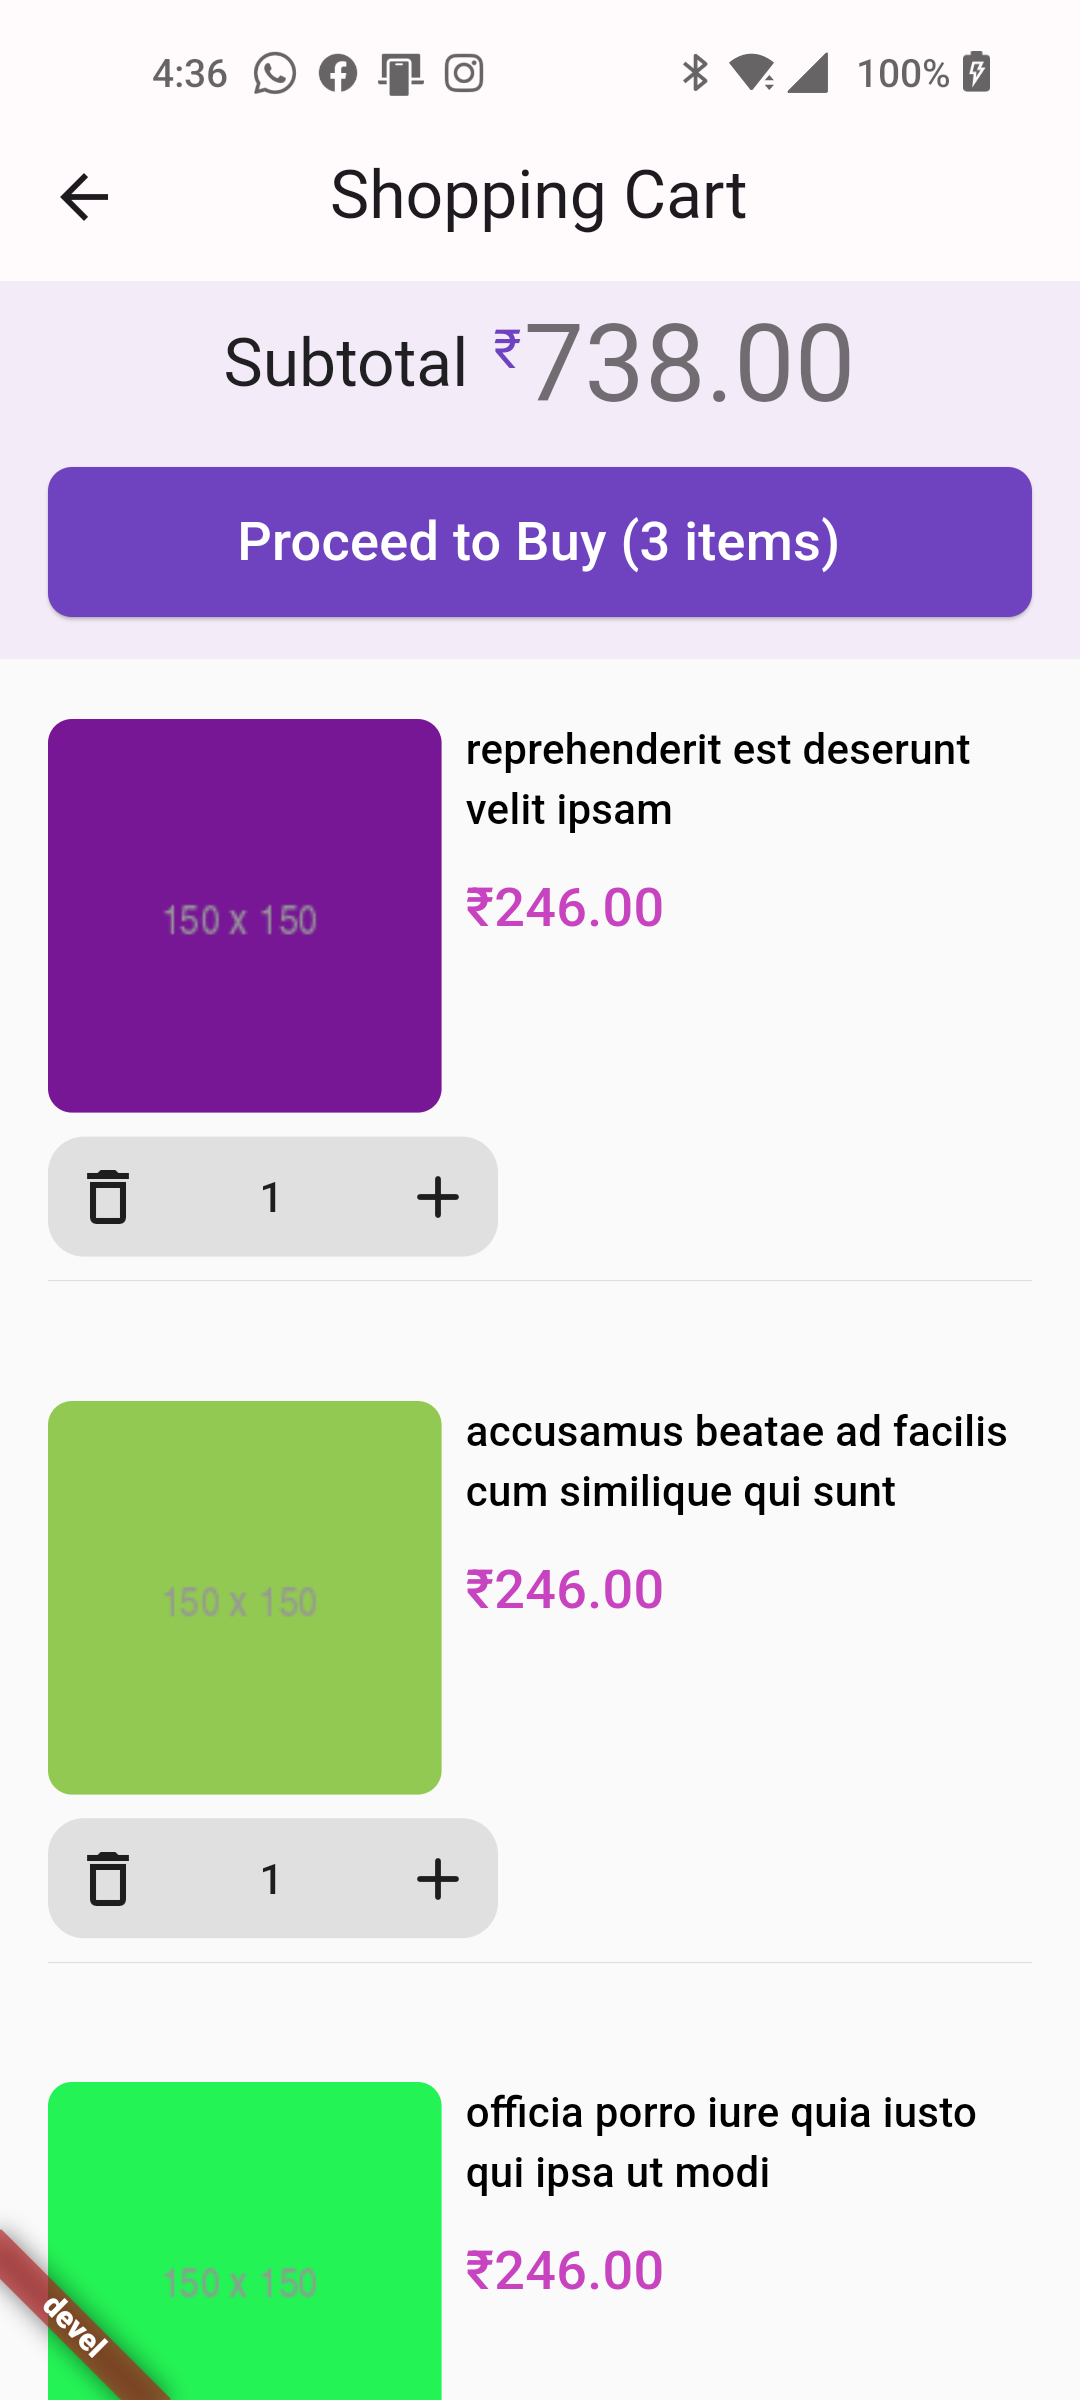 4:36 100%
Shopping Cart
Subtotal ₹738.00
Proceed to Buy (3 items)
reprehenderit est deserunt
velit ipsam
150 x 150
₹246.00
1
accusamus beatae ad facilis
cum similique qui sunt
150 x 150
₹246.00
1
officia porro iure quia iusto
qui ipsa ut modi
150 x 150
₹246.00
devel